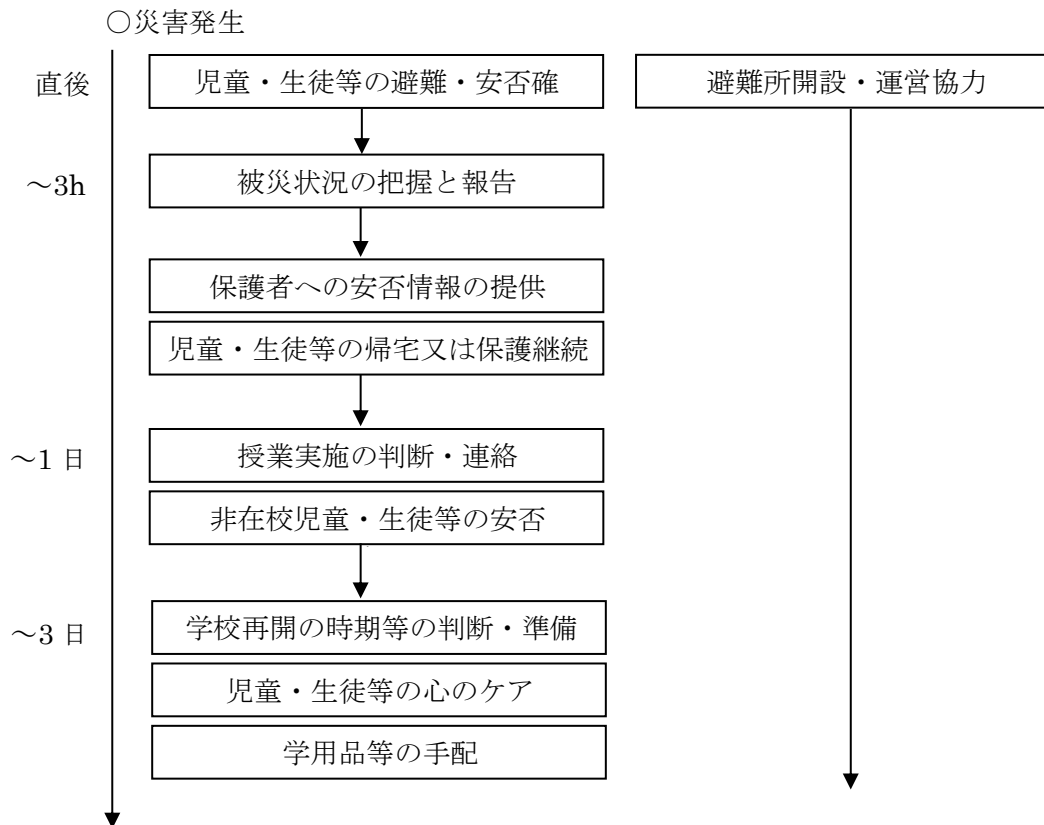 〇災害発生
直後
児童・生徒等の避難・安否確
避難所開設・運営協力
～3h
被災状況の把握と報告
保護者への安否情報の提供
児童・生徒等の帰宅又は保護継続
～1 日
授業実施の判断・連絡
非在校児童・生徒等の安否
～3 日
学校再開の時期等の判断・準備
児童・生徒等の心のケア
学用品等の手配